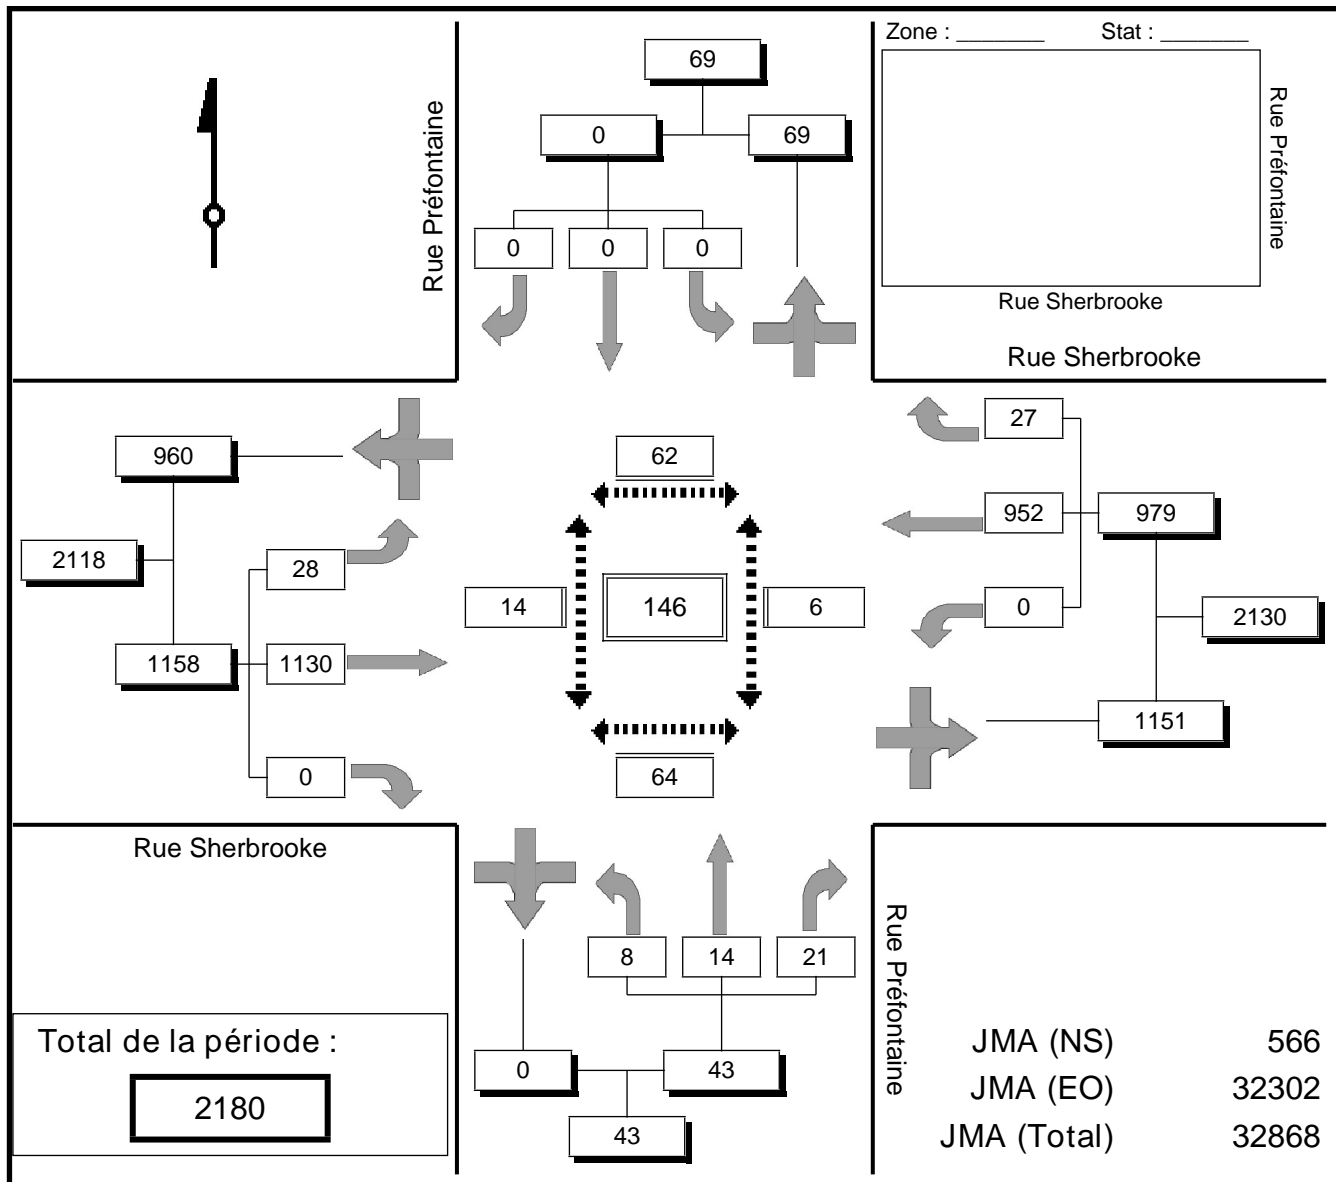 Zone : _______ Stat : _______
69
0 69
0 0 0
Rue Préfontaine
Rue Préfontaine
Rue Sherbrooke
Rue Sherbrooke
960
2118
28
1158 1130
0
62
14 146 6
64
27
952 979
0 2130
1151
Rue Sherbrooke
8 14 21
0 43
43
Total de la période :
2180
Rue Préfontaine
JMA (NS) 566
JMA (EO) 32302
JMA (Total) 32868